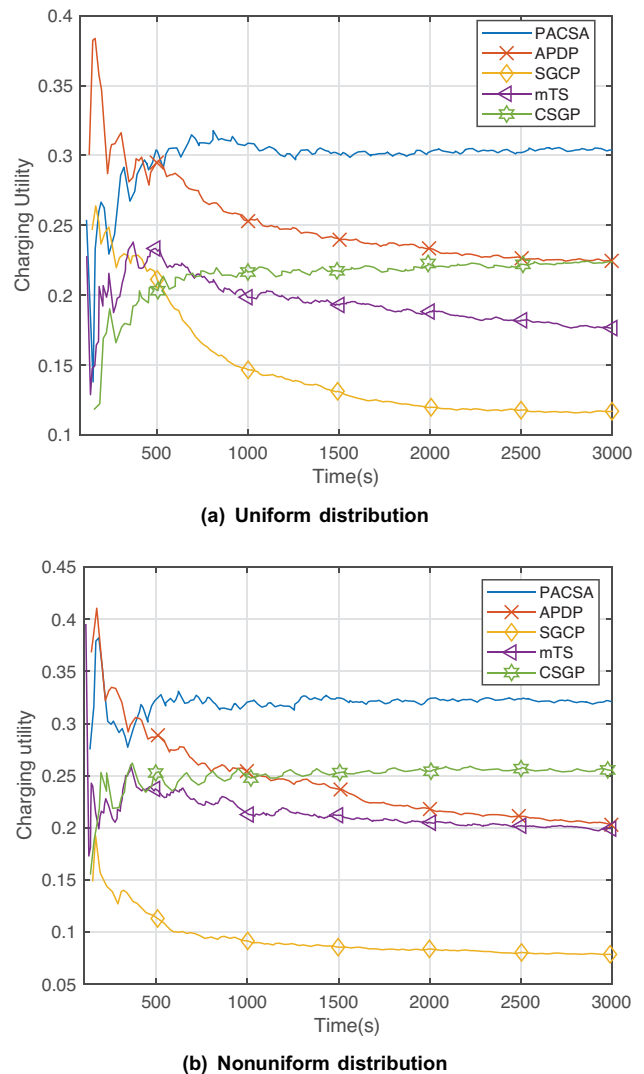 0.4
0.35
0.3
0.25
0.2
0.15
0.1
Charging Utility
PACSA
APDP
SGCP
mTS
CSGP
500 1000 1500 2000 2500 3000
Time(s)
(a) Uniform distribution
0.45
0.4
0.35
0.3
0.25
0.2
0.15
0.1
0.05
Charging utility
PACSA
APDP
SGCP
mTS
CSGP
500 1000 1500 2000 2500 3000
Time(s)
(b) Nonuniform distribution